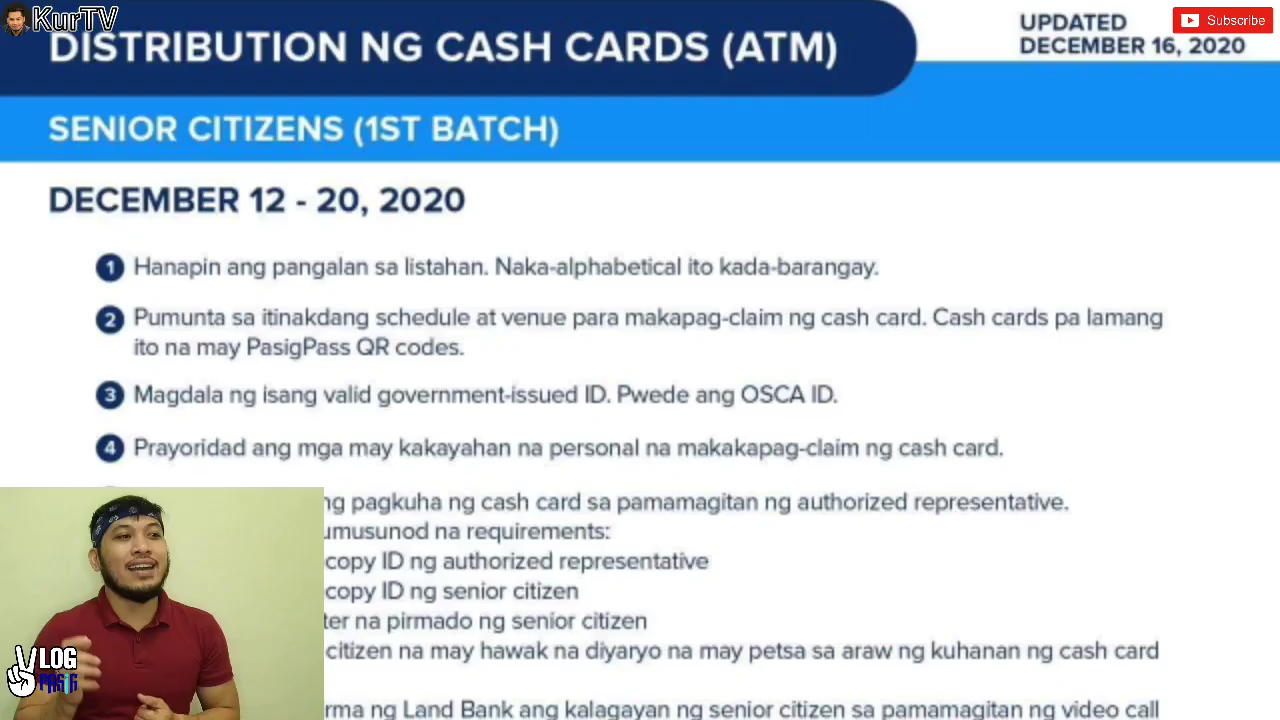 KurTV
Subscribe
DISTRIBUTION NG CASH CARDS (ATM)
UPDATED
DECEMBER 16, 2020
SENIOR CITIZENS (1ST BATCH)
DECEMBER 12 - 20, 2020
1 Hanapin ang pangalan sa listahan. Naka-alphabetical ito kada-barangay.
2 Pumunta sa itinakdang schedule at venue para makapag-claim ng cash card. Cash cards pa lamang
ito na may PasigPass QR codes.
3 Magdala ng isang valid government-issued ID. Pwede ang OSCA ID.
4 Prayoridad ang mga may kakayahan na personal na makakapag-claim ng cash card.
ng pagkuha ng cash card sa pamamagitan ng authorized representative.
umusunod na requirements:
copy ID ng authorized representative
copy ID ng senior citizen
ter na pirmado ng senior citizen
citizen na may hawak na diyaryo na may petsa sa araw ng kuhanan ng cash card
rma ng Land Bank ang kalagayan ng senior citizen sa pamamagitan ng video call
VLOG
PASIG